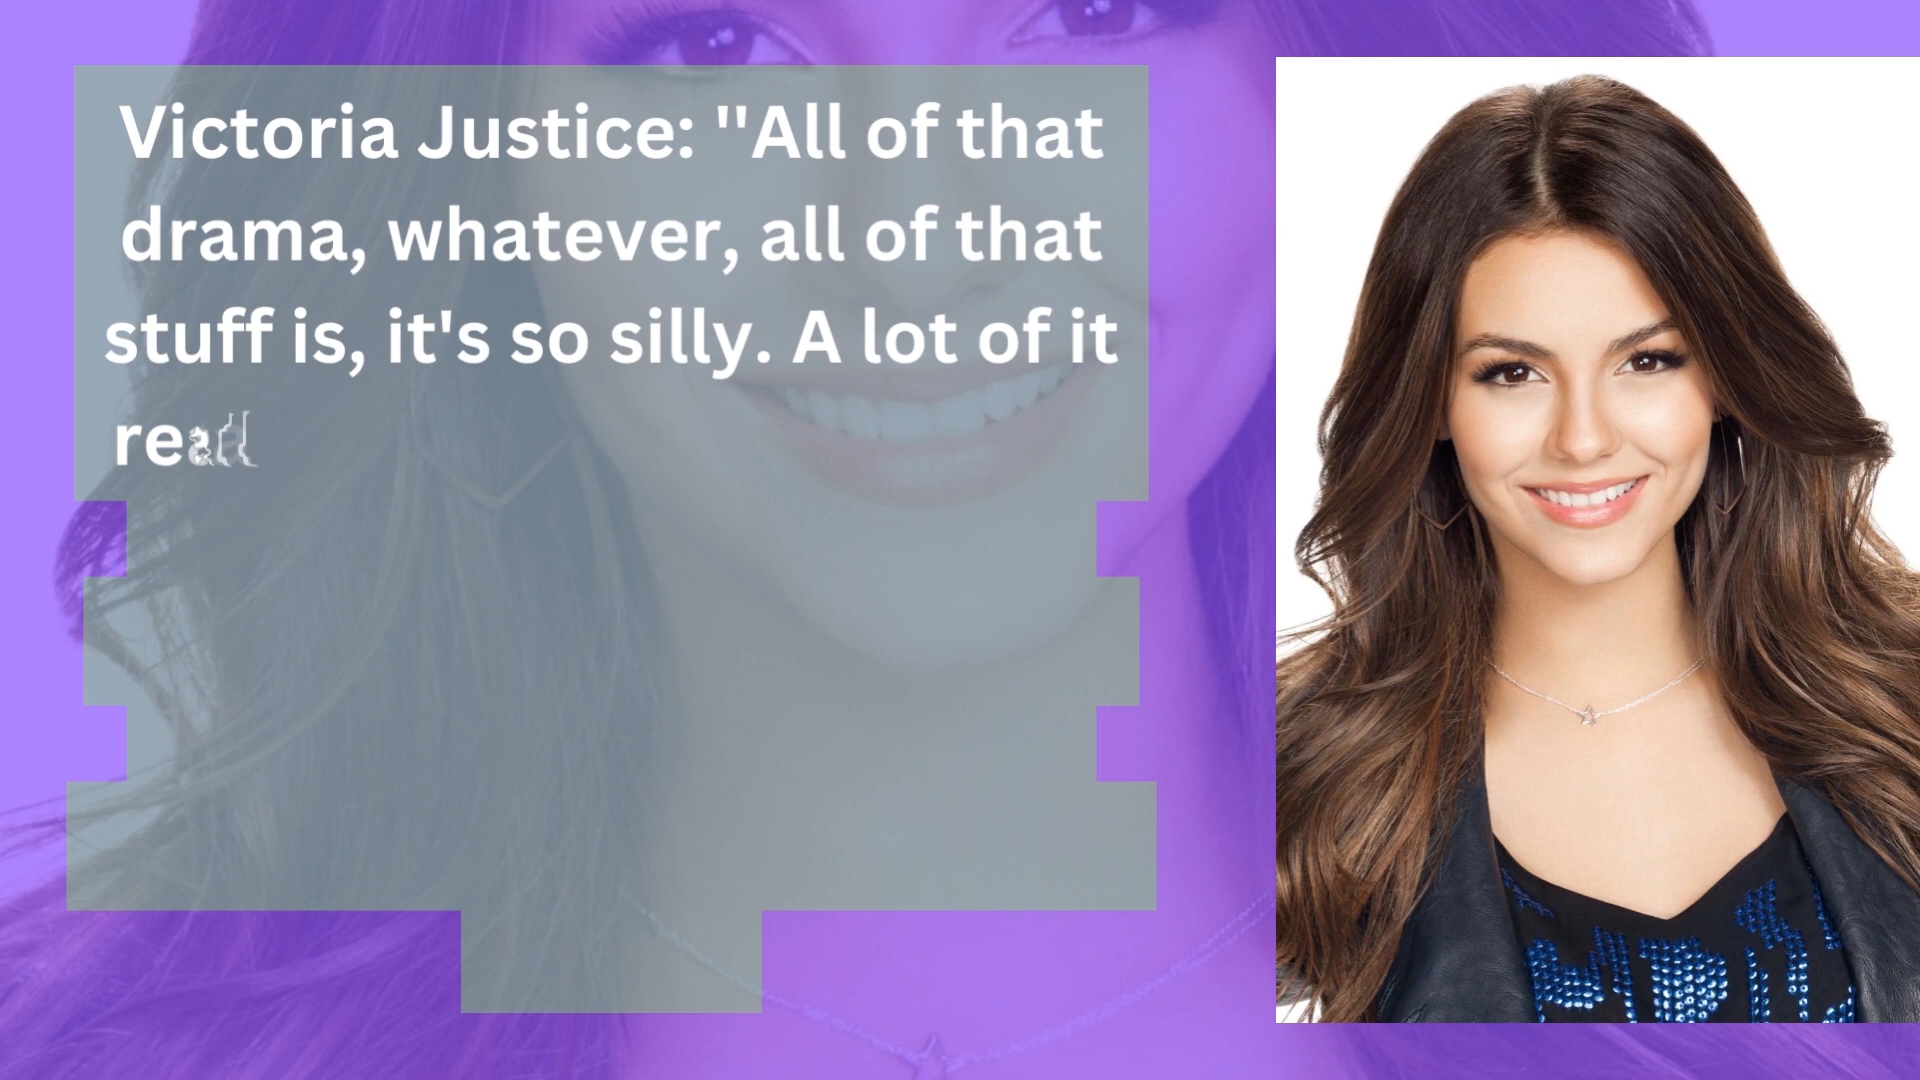 Victoria Justice: "All of that
drama, whatever, all of that
stuff is, it's so silly. A lot of it